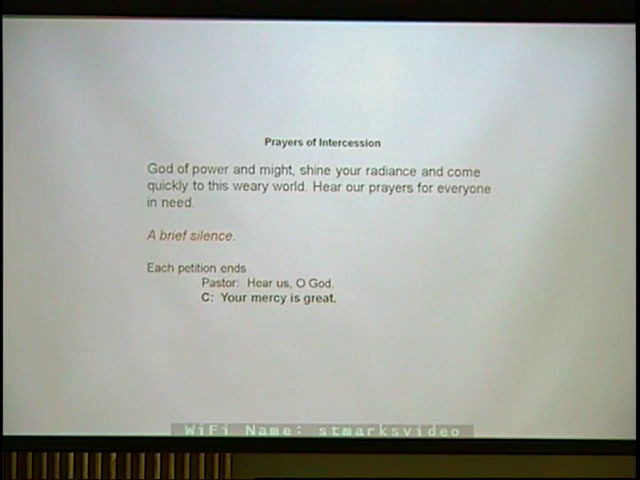 Prayers of Intercession
God of power and might, shine your radiance and come
quickly to this weary world. Hear our prayers for everyone
in need.
A brief silence.
Each petition ends
Pastor: Hear us, O God.
C: Your mercy is great.
WiFi Name: stmarksvideo